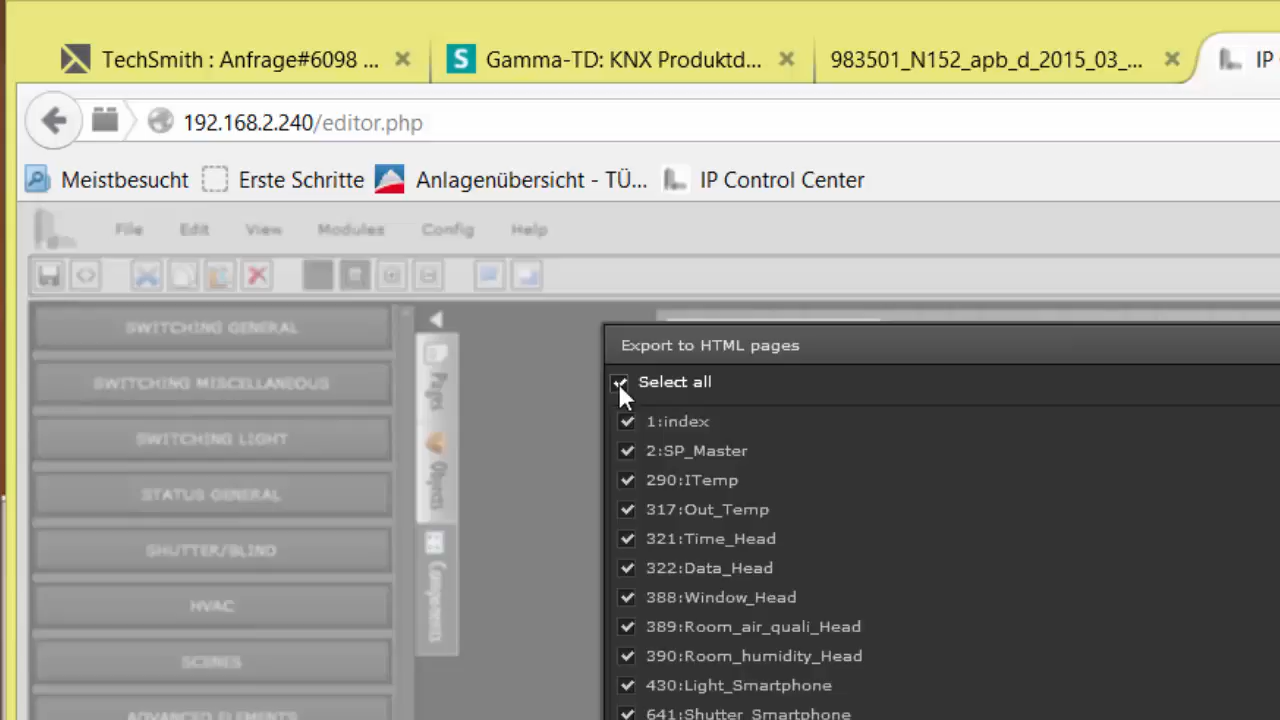 TechSmith : Anfrage#6098 ...
Gamma-TD: KNX Produktd...
983501_N152_apb_d_2015_03_...
IP
192.168.2.240/editor.php
Meistbesucht
Erste Schritte
Anlagenübersicht - TÜ...
IP Control Center
File
Edit
View
Modules
Config
Help
SWITCHING GENERAL
SWITCHING MISCELLANEOUS
SWITCHING LIGHT
STATUS GENERAL
SHUTTER/BLIND
HVAC
SCENES
ADVANCED ELEMENTS
Pages
Objects
Components
Export to HTML pages
Select all
1:index
2:SP_Master
290:ITemp
317:Out_Temp
321:Time_Head
322:Data_Head
388:Window_Head
389:Room_air_quali_Head
390:Room_humidity_Head
430:Light_Smartphone
641:Shutter_Smartphone